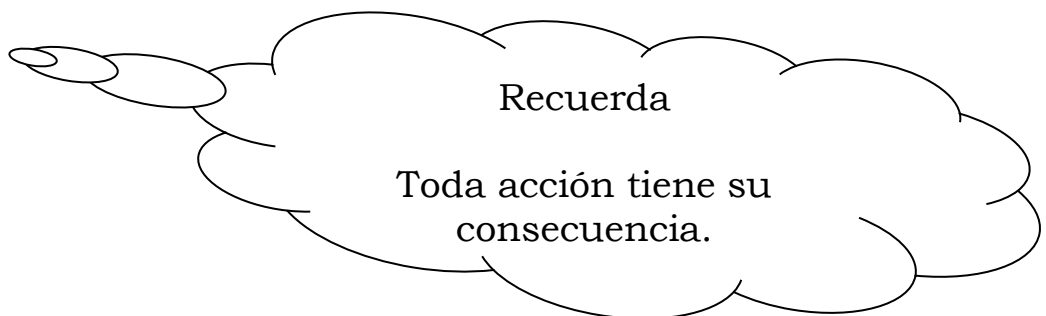 Recuerda
Toda acción tiene su
consecuencia.